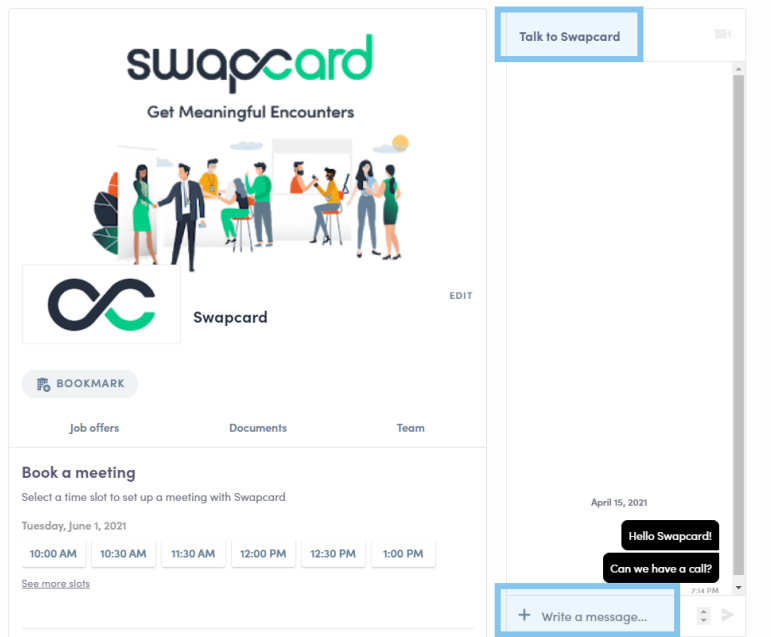 swapcard
Get Meaningful Encounters
Swapcard
EDIT
BOOKMARK
Job offers
Documents
Team
Book a meeting
Select a time slot to set up a meeting with Swapcard
Tuesday, June 1, 2021
10:00 AM
10:30 AM
11:30 AM
12:00 PM
12:30 PM
1:00 PM
See more slots
Talk to Swapcard
April 15, 2021
Hello Swapcard!
Can we have a call?
7:14 PM
Write a message...